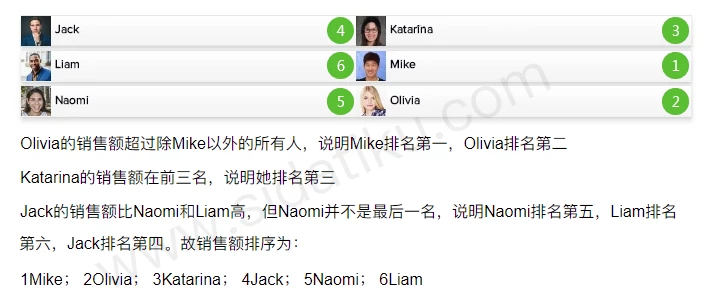 Jack 4 Katarina 3
Liam 6 Mike 1
Naomi 5 Olivia 2
Olivia的销售额超过除Mike以外的所有人，说明Mike排名第一，Olivia排名第二
Katarina的销售额在前三名，说明她排名第三
Jack的销售额比Naomi和Liam高，但Naomi并不是最后一名，说明Naomi排名第五，Liam排名
第六，Jack排名第四。故销售额排序为：
1Mike； 2Olivia； 3Katarina； 4Jack； 5Naomi； 6Liam
www.sidatiku.com